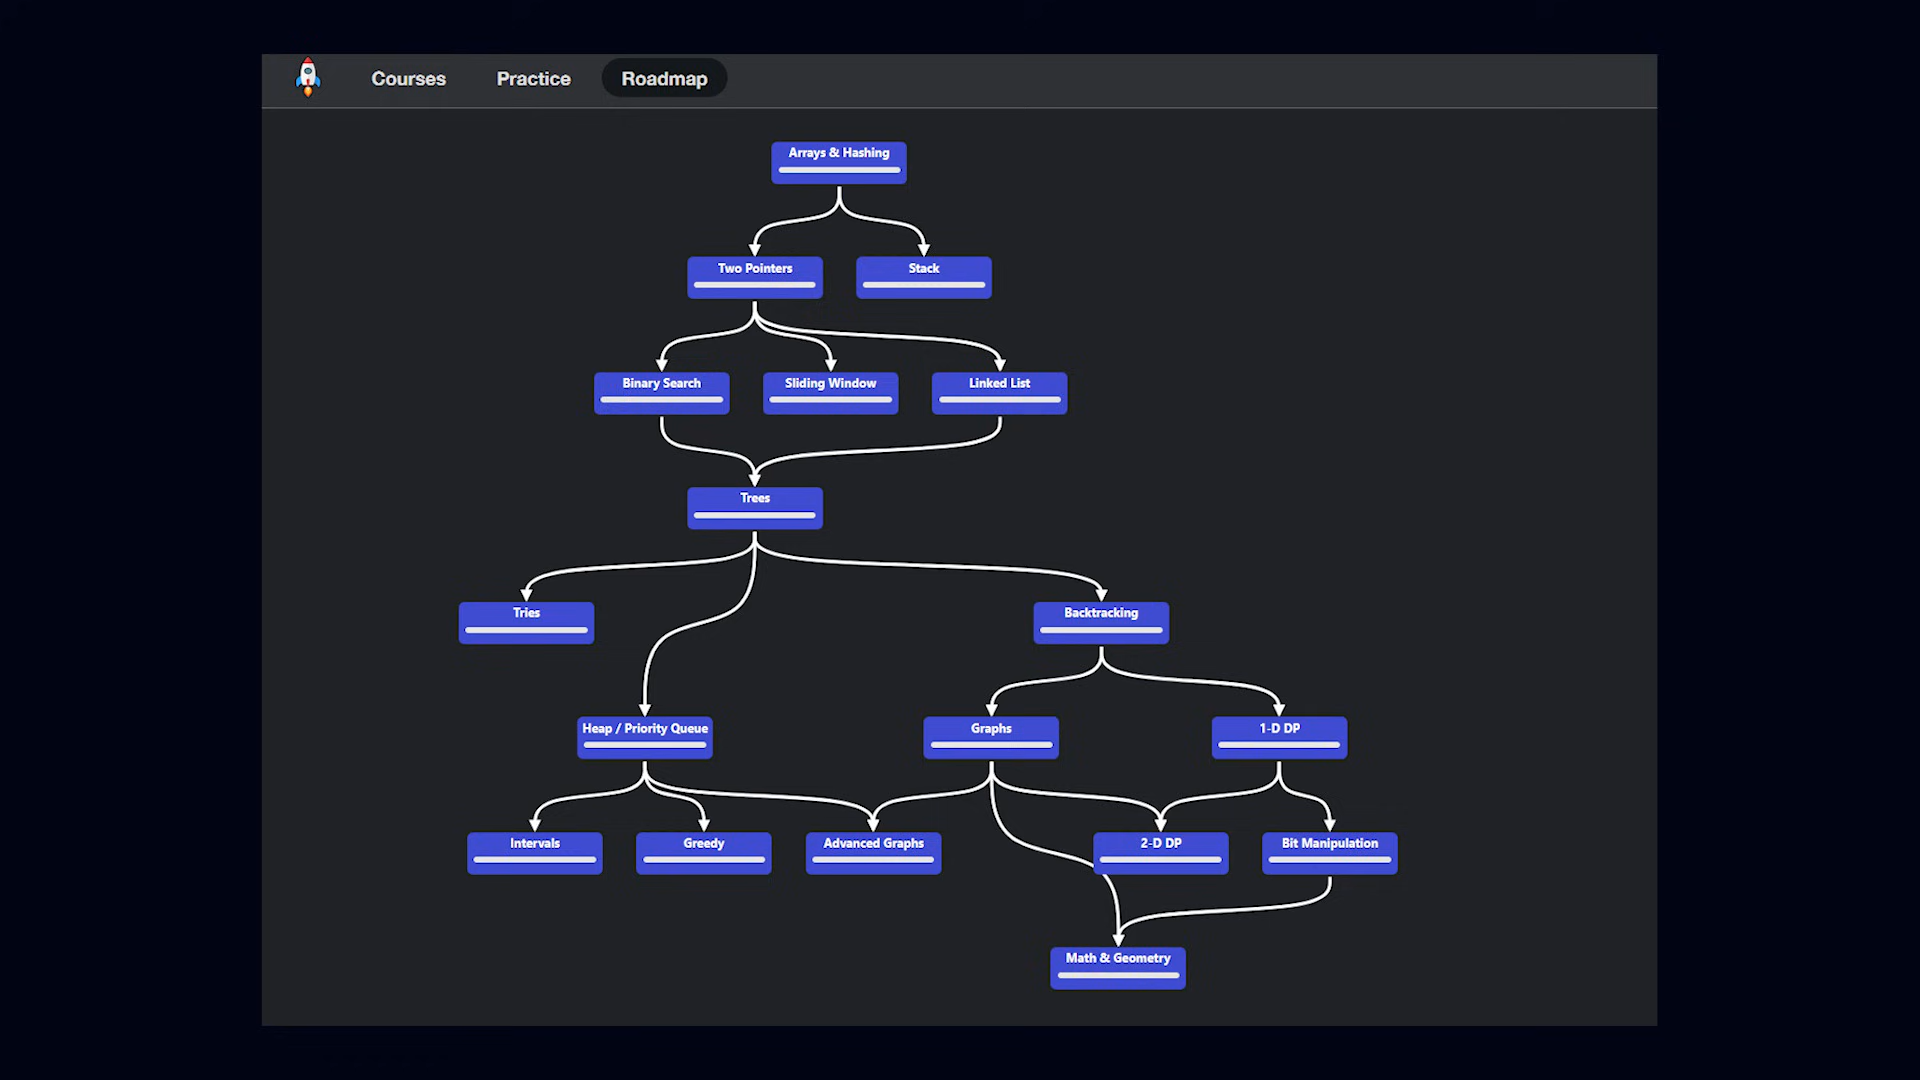 Courses
Practice
Roadmap
Arrays & Hashing
Two Pointers
Stack
Binary Search
Sliding Window
Linked List
Trees
Tries
Backtracking
Heap / Priority Queue
Graphs
1-D DP
Intervals
Greedy
Advanced Graphs
2-D DP
Bit Manipulation
Math & Geometry